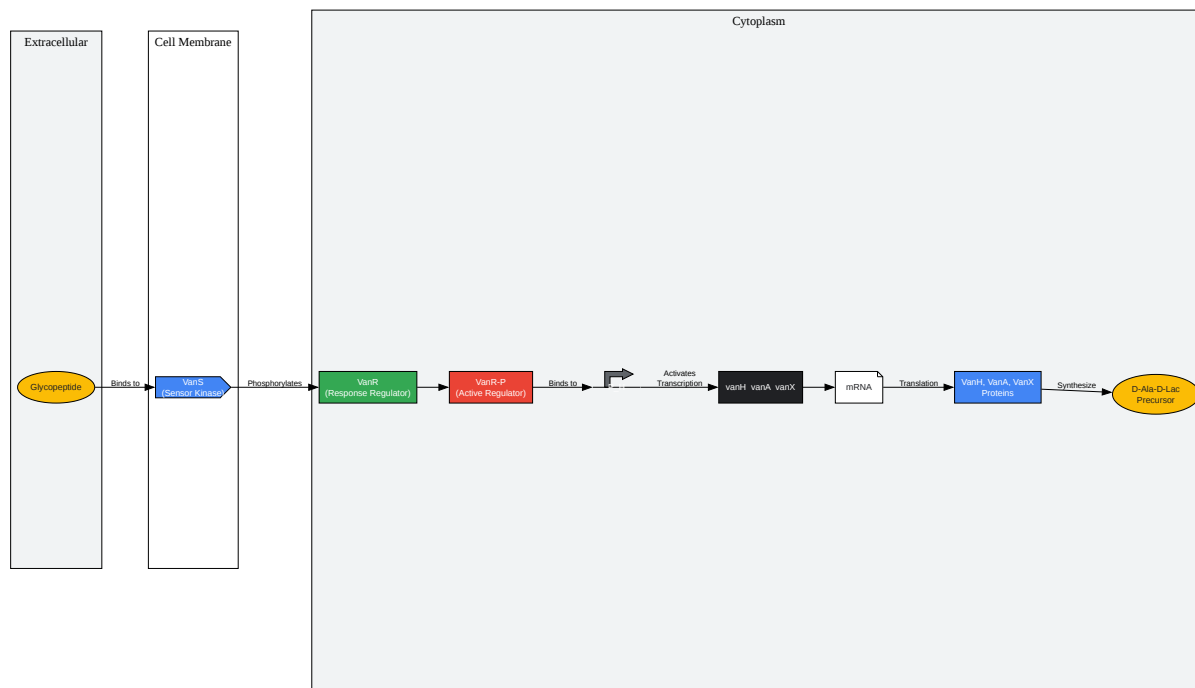 Extracellular
Cell Membrane
Cytoplasm
Glycopeptide
Binds to
VanS
(Sensor Kinase)
Phosphorylates
VanR
(Response Regulator)
VanR-P
(Active Regulator)
Binds to
Activates
Transcription
vanH vanA vanX
mRNA
Translation
VanH, VanA, VanX
Proteins
Synthesize
D-Ala-D-Lac
Precursor